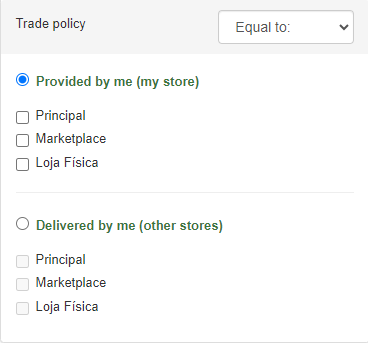 Trade policy
Equal to:
Provided by me (my store)
Principal
Marketplace
Loja Física
Delivered by me (other stores)
Principal
Marketplace
Loja Física